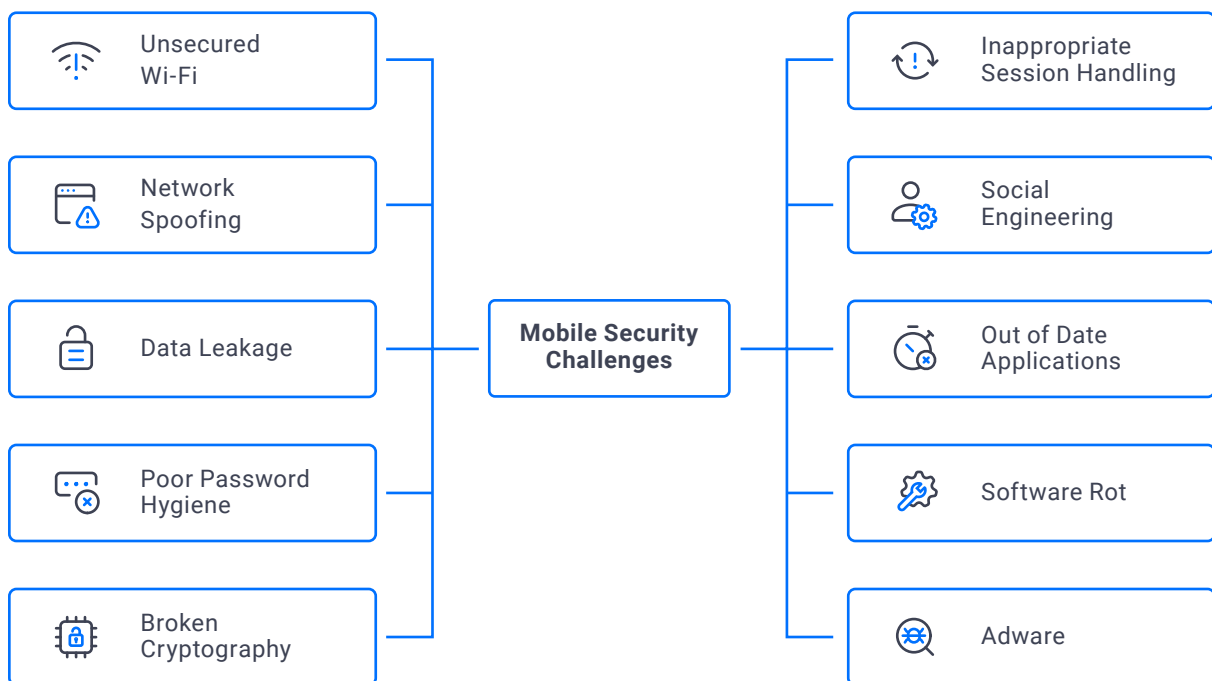 Unsecured
Wi-Fi
Network
Spoofing
Data Leakage
Poor Password
Hygiene
Broken
Cryptography
Mobile Security
Challenges
Inappropriate
Session Handling
Social
Engineering
Out of Date
Applications
Software Rot
Adware